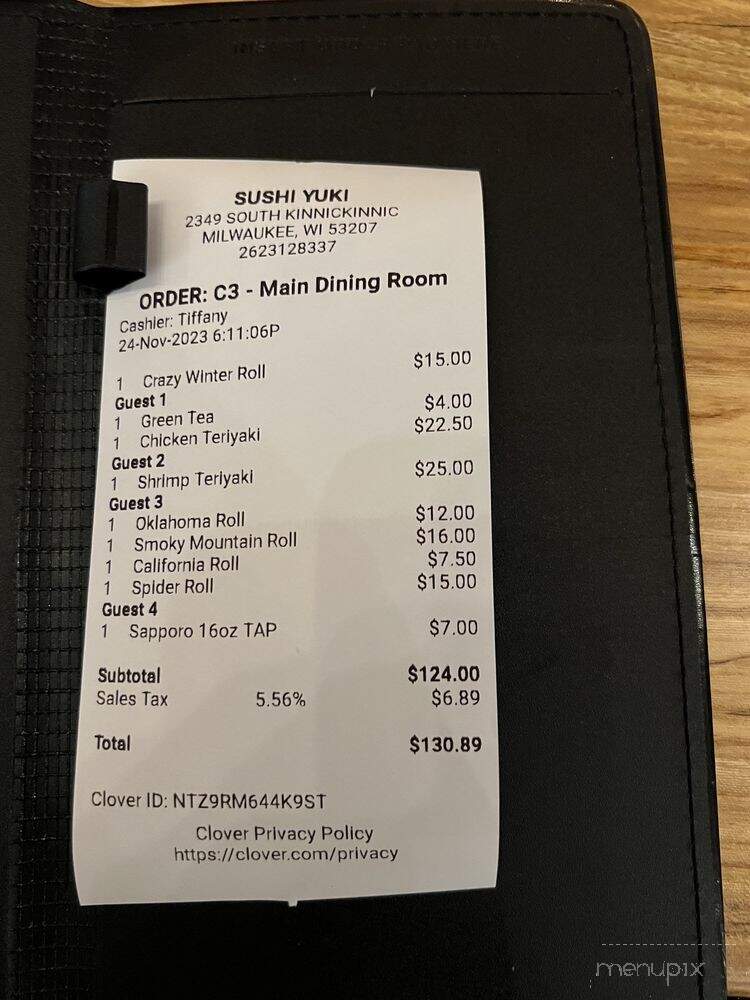 SUSHI YUKI
2349 SOUTH KINNICKINNIC
MILWAUKEE, WI 53207
2623128337
ORDER: C3 - Main Dining Room
Cashier: Tiffany
24-Nov-2023 6:11:06P
1 Crazy Winter Roll $15.00
Guest 1
1 Green Tea $4.00
1 Chicken Teriyaki $22.50
Guest 2
1 Shrimp Teriyaki $25.00
Guest 3
1 Oklahoma Roll $12.00
1 Smoky Mountain Roll $16.00
1 California Roll $7.50
1 Spider Roll $15.00
Guest 4
1 Sapporo 16oz TAP $7.00
Subtotal $124.00
Sales Tax 5.56% $6.89
Total $130.89
Clover ID: NTZ9RM644K9ST
Clover Privacy Policy
https://clover.com/privacy
menupix